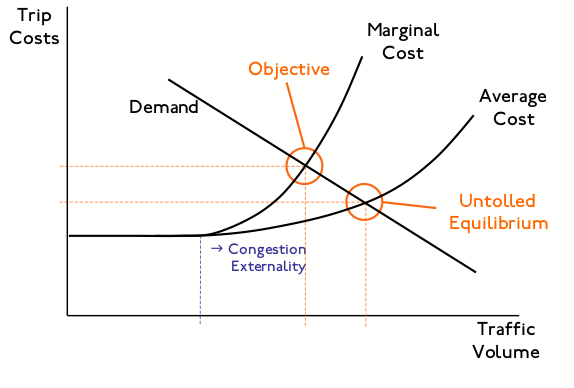 Trip
Costs
Marginal
Cost
Objective
Demand
Average
Cost
Untolled
Equilibrium
→ Congestion
Externality
Traffic
Volume